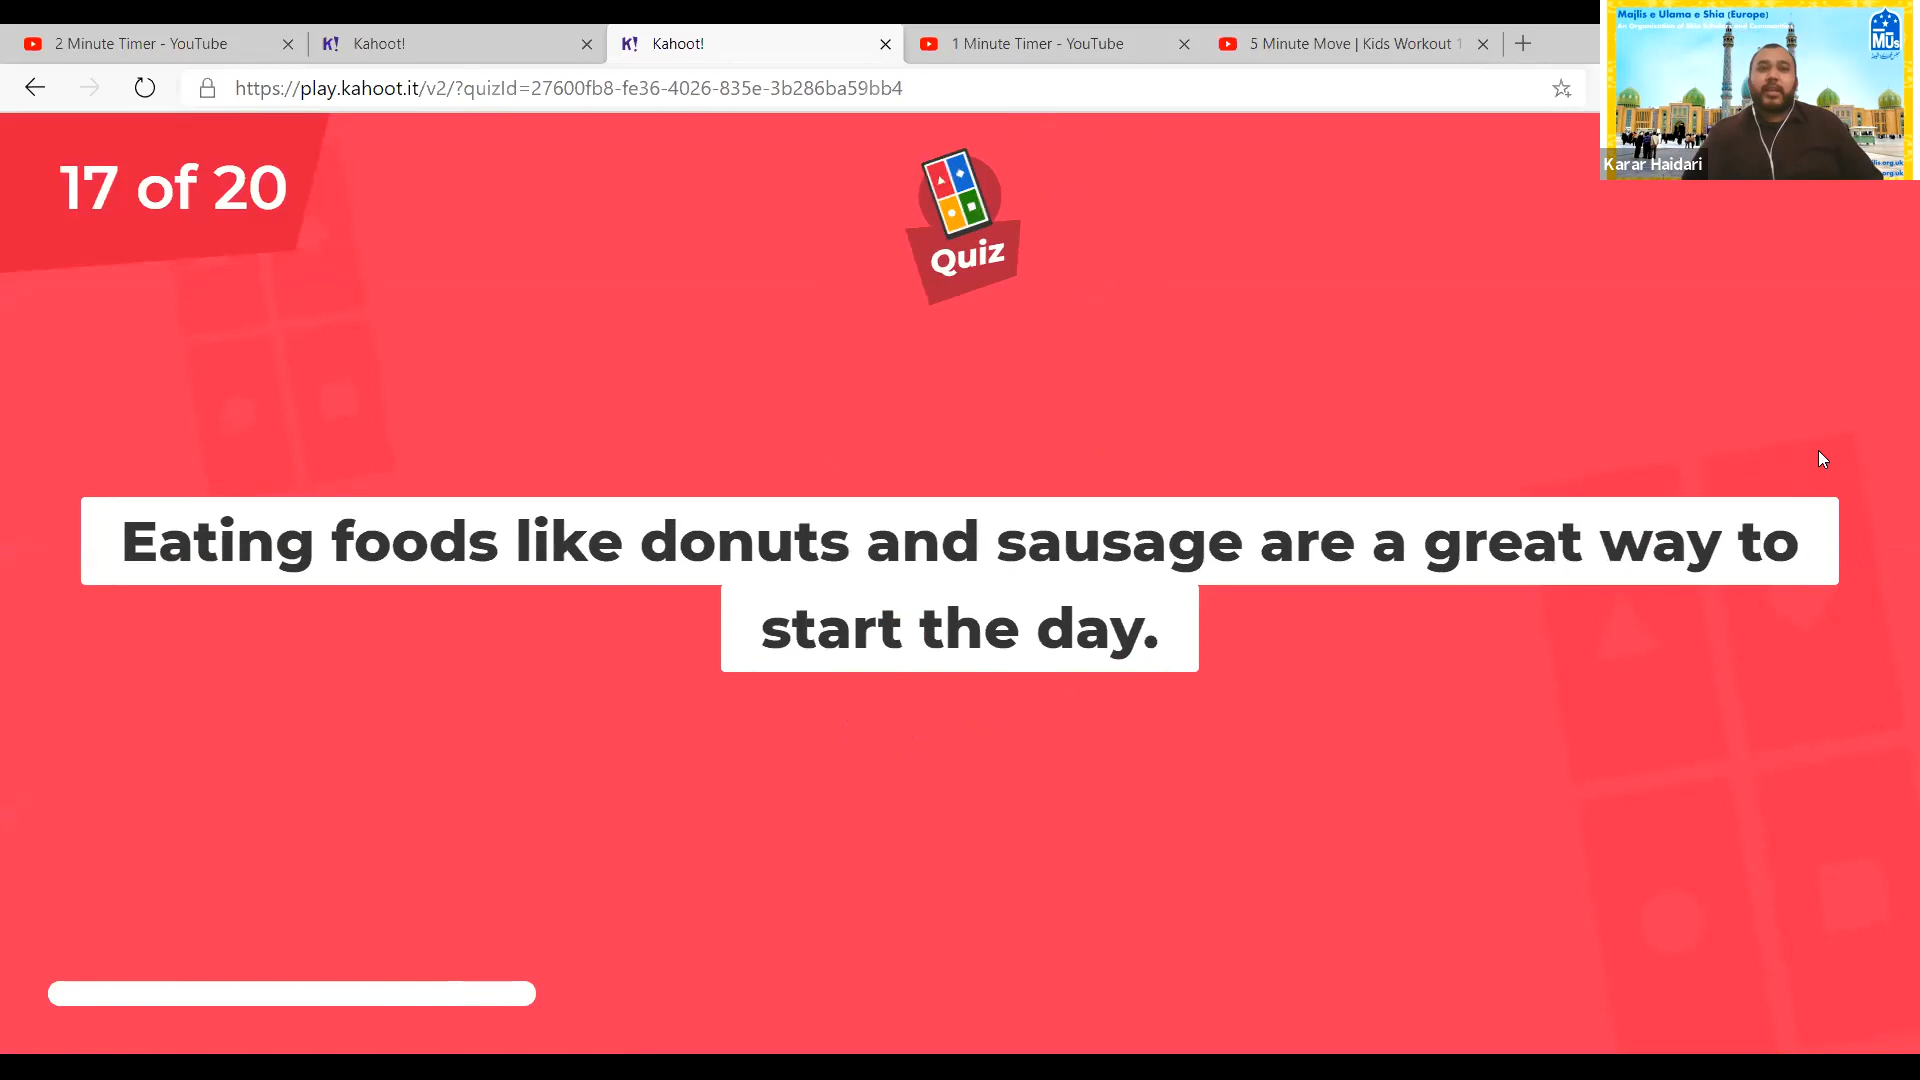 2 Minute Timer - YouTube
Kahoot!
Kahoot!
1 Minute Timer - YouTube
5 Minute Move | Kids Workout 1
https://play.kahoot.it/v2/?quizId=27600fb8-fe36-4026-835e-3b286ba59bb4
Majlis e Ulama e Shia (Europe)
MUS
Karar Haidari
17 of 20
Quiz
Eating foods like donuts and sausage are a great way to
start the day.